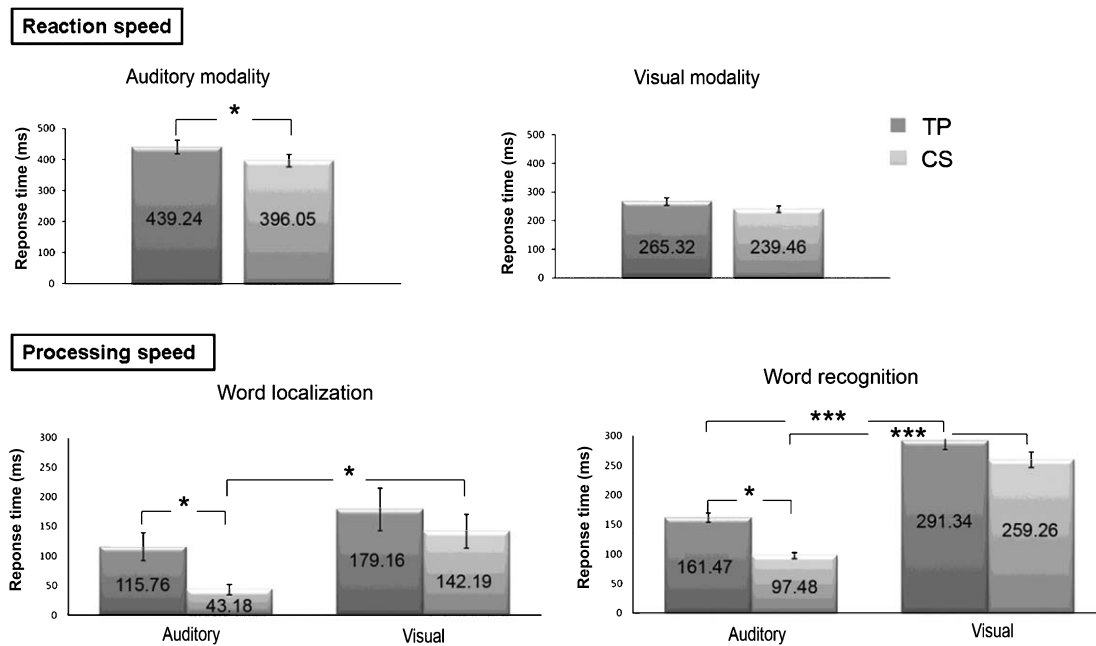 Reaction speed
Auditory modality
Visual modality
*
Reponse time (ms)
500
400
300
200
100
0
439.24
396.05
Reponse time (ms)
500
400
300
200
100
0
265.32
239.46
TP
CS
Processing speed
Word localization
Word recognition
Reponse time (ms)
300
250
200
150
100
50
0
*
*
115.76
43.18
179.16
142.19
Auditory
Visual
Reponse time (ms)
300
250
200
150
100
50
0
***
***
*
161.47
97.48
291.34
259.26
Auditory
Visual